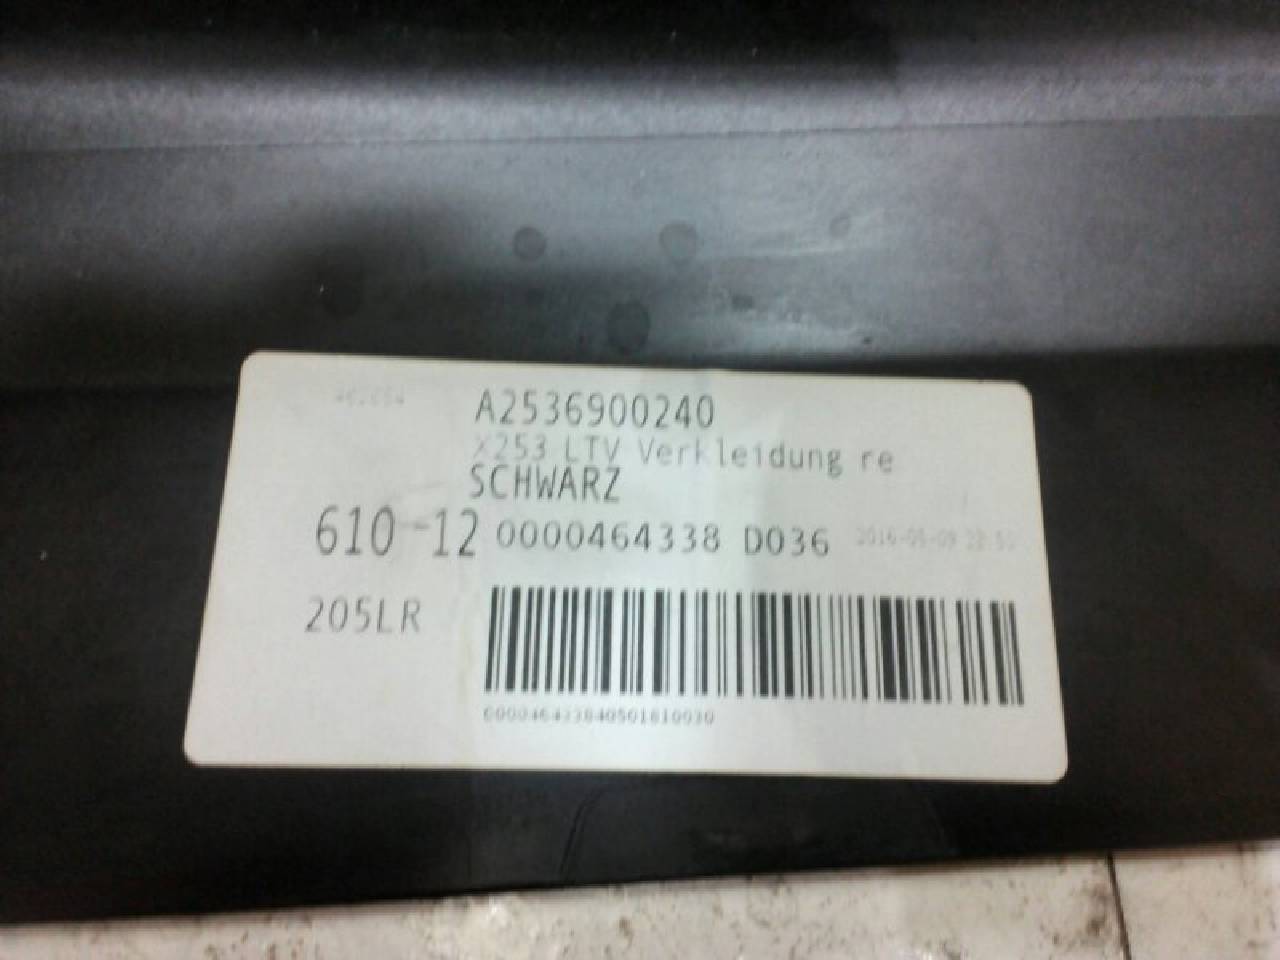 A2536900240
X253 LTV Verkleidung re
SCHWARZ
610-12 0000464338 D036
205LR